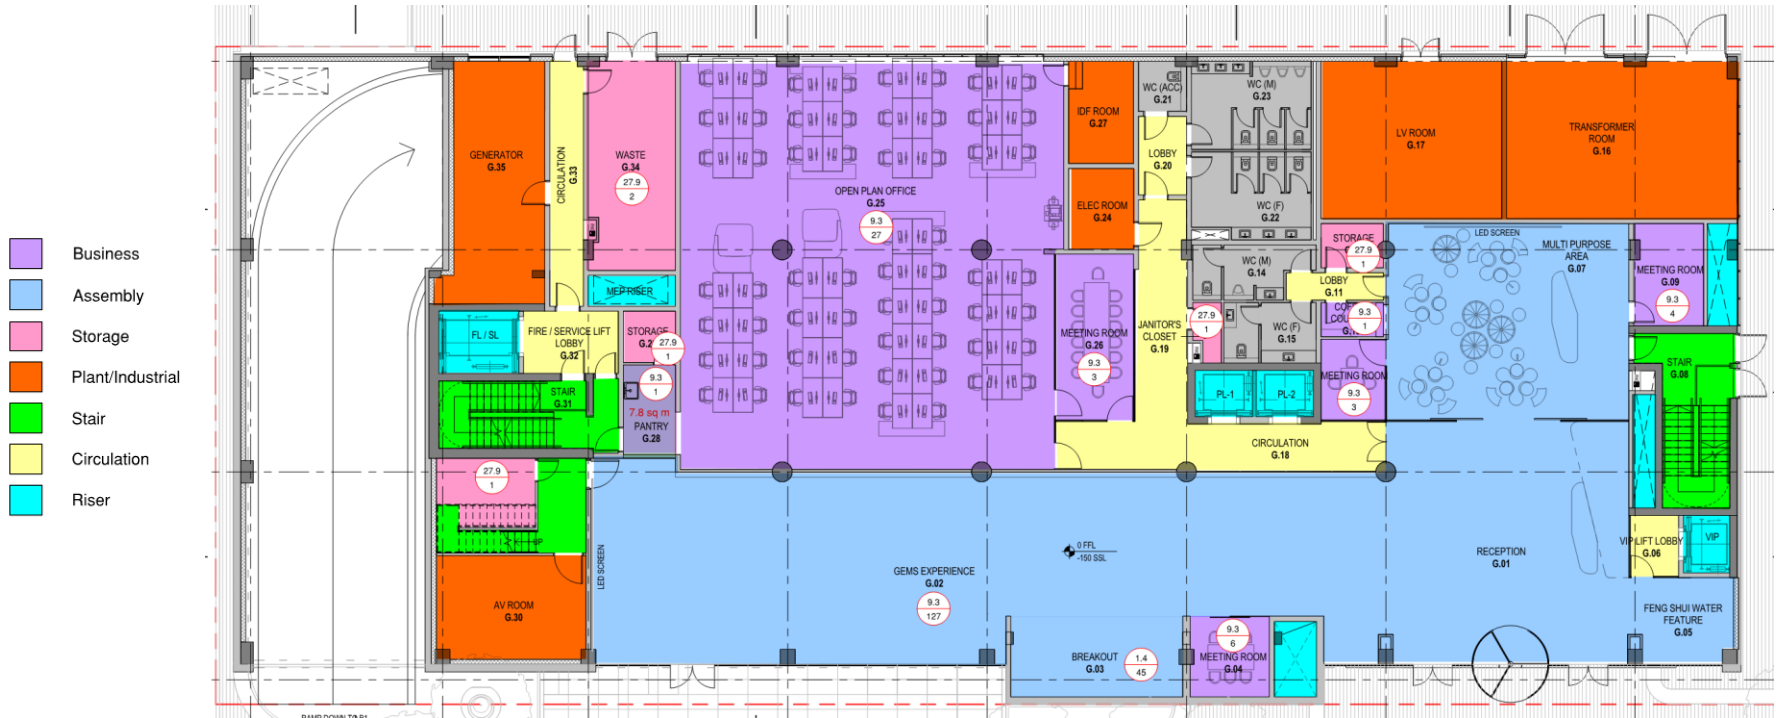 Business
Assembly
Storage
Plant/Industrial
Stair
Circulation
Riser
GENERATOR
G.35
CIRCULATION
G.33
WASTE
G.34
27.9
2
OPEN PLAN OFFICE
G.25
9.3
27
IDF ROOM
G.27
ELEC ROOM
G.24
WC (ACC)
G.21
LOBBY
G.20
WC (M)
G.23
WC (F)
G.22
LV ROOM
G.17
TRANSFORMER
ROOM
G.16
MEP RISER
FL / SL
FIRE / SERVICE LIFT
LOBBY
G.32
STORAGE
27.9
1
9.3
1
7.8 sq m
PANTRY
G.28
STAIR
G.31
MEETING ROOM
G.26
9.3
3
JANITOR'S
CLOSET
G.19
27.9
1
WC (M)
G.14
WC (F)
G.15
STORAGE
27.9
1
LOBBY
G.11
9.3
1
MEETING ROOM
9.3
3
PL-1
PL-2
CIRCULATION
G.18
LED SCREEN
MULTI PURPOSE
AREA
G.07
MEETING ROOM
G.09
9.3
4
STAIR
G.08
27.9
1
UP
AV ROOM
G.30
LED SCREEN
GEMS EXPERIENCE
G.02
9.3
127
0 FFL
-150 SSL
RECEPTION
G.01
VIP LIFT LOBBY
G.06
VIP
FENG SHUI WATER
FEATURE
G.05
BREAKOUT
G.03
1.4
45
9.3
6
MEETING ROOM
G.04